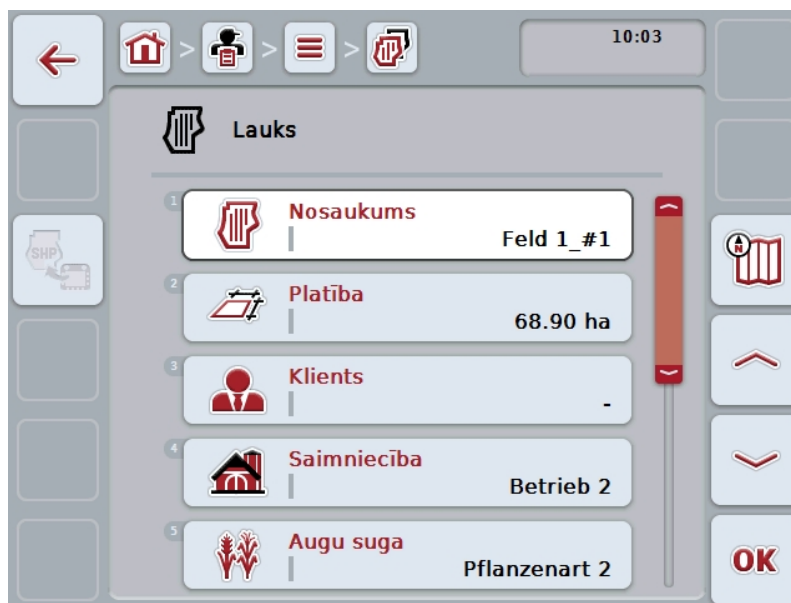 10:03
Lauks
1
Nosaukums
Feld 1_#1
2
Platība
68.90 ha
SHP
N
3
Klients
-
4
Saimniecība
Betrieb 2
5
Augu suga
Pflanzenart 2
OK